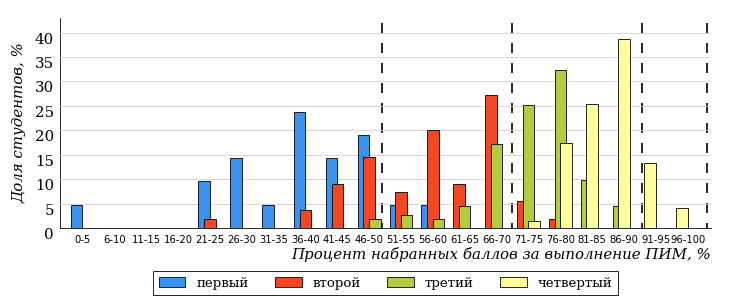 Доля студентов, %
40
35
30
25
20
15
10
5
0
0-5 6-10 11-15 16-20 21-25 26-30 31-35 36-40 41-45 46-50 51-55 56-60 61-65 66-70 71-75 76-80 81-85 86-90 91-95 96-100
Процент набранных баллов за выполнение ПИМ, %
первый второй третий четвертый